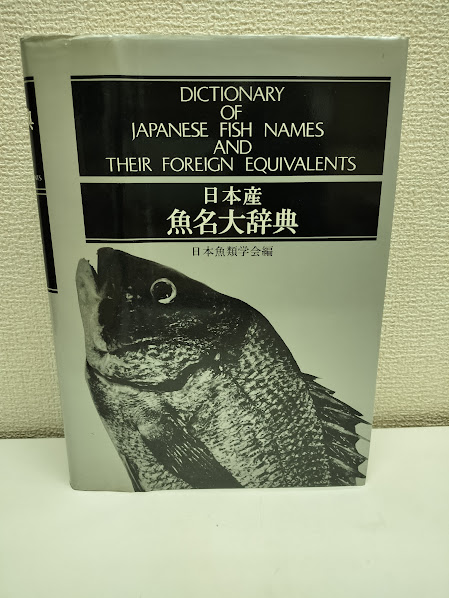 DICTIONARY
OF
JAPANESE FISH NAMES
AND
THEIR FOREIGN EQUIVALENTS
日本産
魚名大辞典
日本魚類学会編